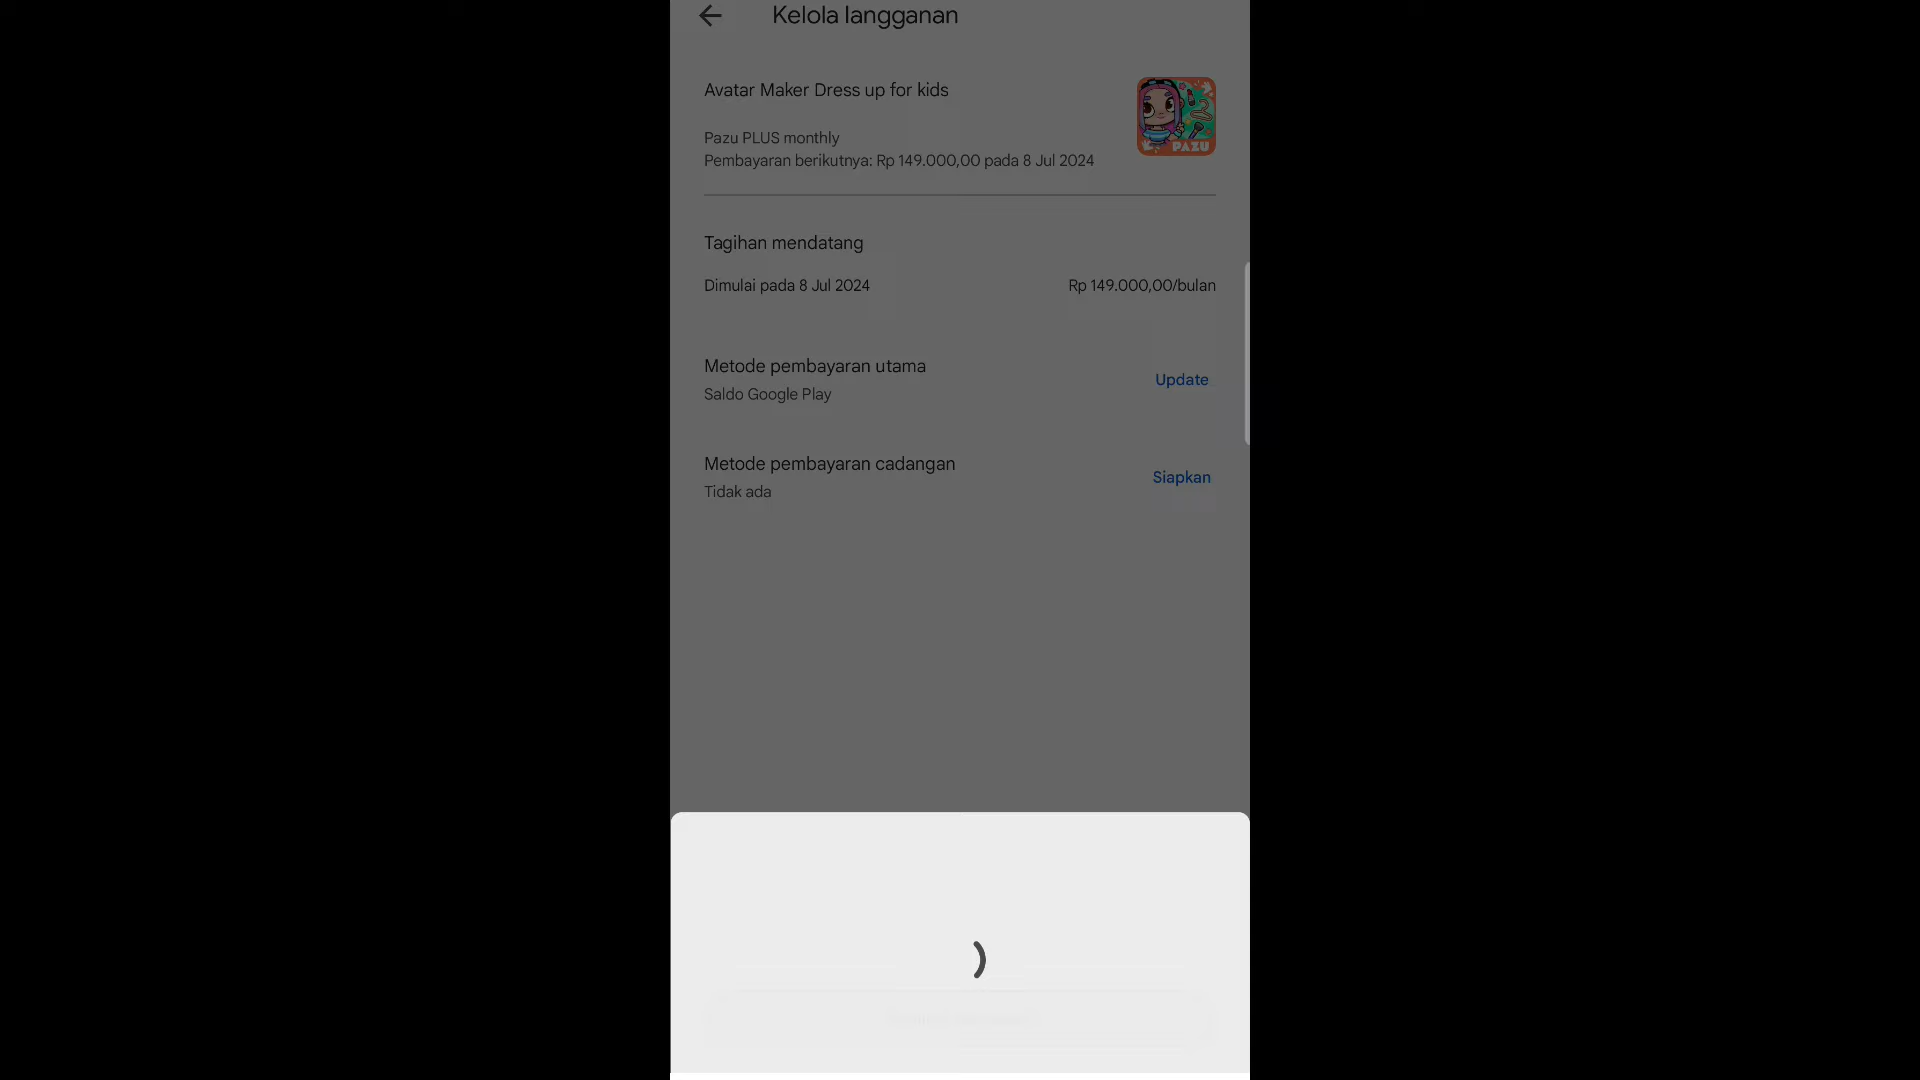 Kelola langganan
Avatar Maker Dress up for kids
Pazu PLUS monthly
Pembayaran berikutnya: Rp 149.000,00 pada 8 Jul 2024
PAZU
Tagihan mendatang
Dimulai pada 8 Jul 2024 Rp 149.000,00/bulan
Metode pembayaran utama
Saldo Google Play
Update
Metode pembayaran cadangan
Tidak ada
Siapkan